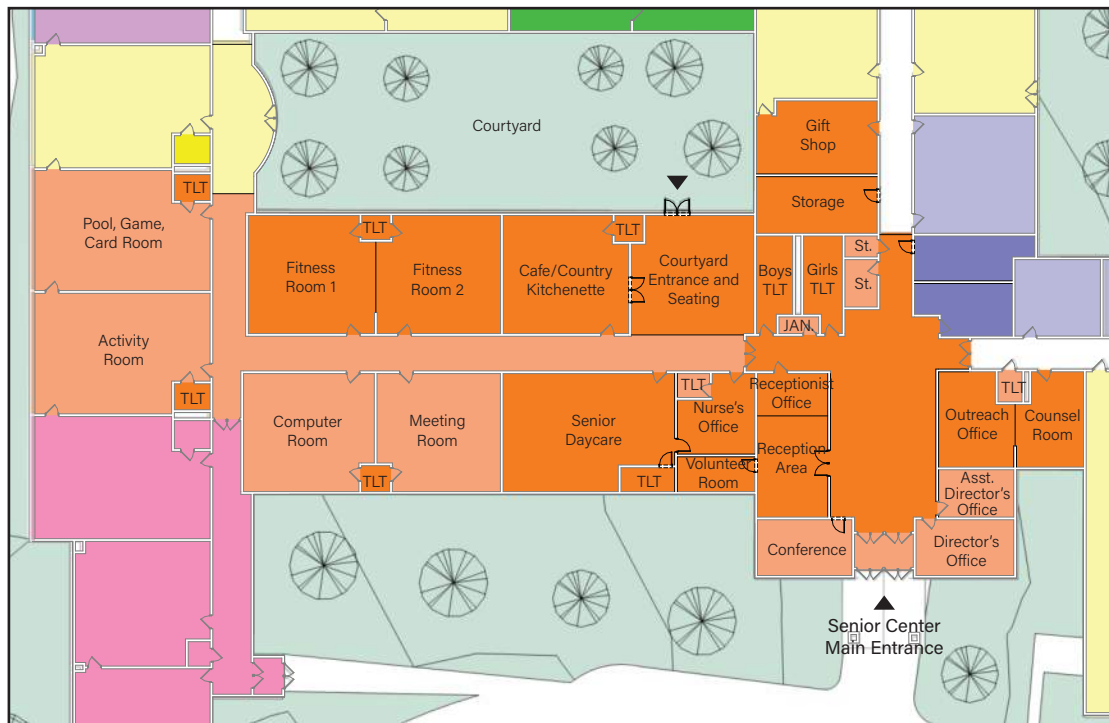 Courtyard
Gift
Shop
Storage
TLT
Pool, Game,
Card Room
TLT
TLT
Fitness
Room 1
Fitness
Room 2
Cafe/Country
Kitchenette
Courtyard
Entrance and
Seating
Boys
TLT
Girls
TLT
St.
St.
JAN.
Activity
Room
TLT
Computer
Room
Meeting
Room
TLT
Senior
Daycare
TLT
TLT
Nurse's
Office
Volunteer
Room
Receptionist
Office
Reception
Area
Conference
TLT
Outreach
Office
Counsel
Room
Asst.
Director's
Office
Director's
Office
Senior Center
Main Entrance